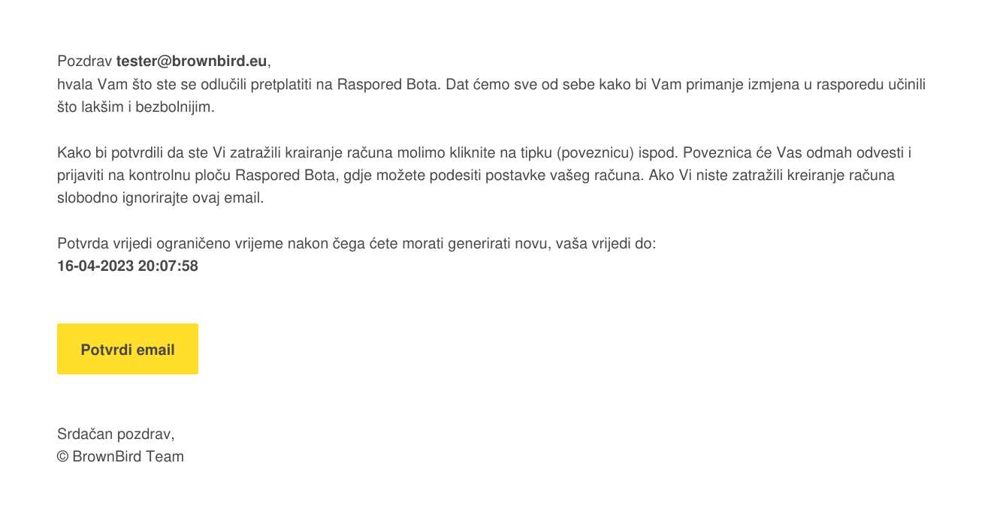 Pozdrav tester@brownbird.eu,
hvala Vam što ste se odlučili pretplatiti na Raspored Bota. Dat ćemo sve od sebe kako bi Vam primanje izmjena u rasporedu učinili
što lakšim i bezbolnijim.
Kako bi potvrdili da ste Vi zatražili krairanje računa molimo kliknite na tipku (poveznicu) ispod. Poveznica će Vas odmah odvesti i
prijaviti na kontrolnu ploču Raspored Bota, gdje možete podesiti postavke vašeg računa. Ako Vi niste zatražili kreiranje računa
slobodno ignorirajte ovaj email.
Potvrda vrijedi ograničeno vrijeme nakon čega ćete morati generirati novu, vaša vrijedi do:
16-04-2023 20:07:58
Potvrdi email
Srdačan pozdrav,
© BrownBird Team